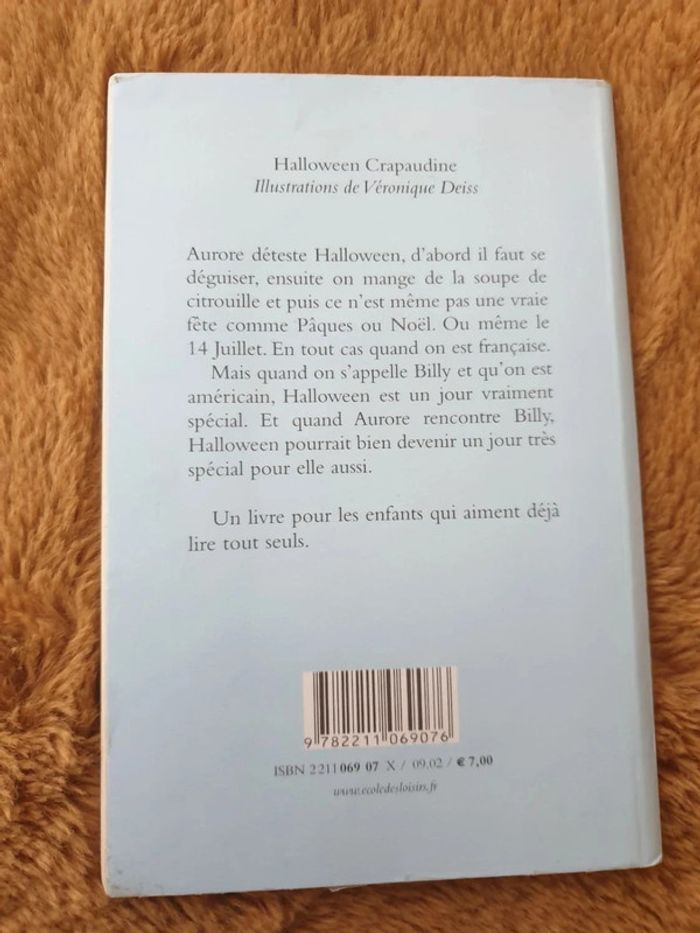 Halloween Crapaudine
Illustrations de Véronique Deiss
Aurore déteste Halloween, d'abord il faut se
déguiser, ensuite on mange de la soupe de
citrouille et puis ce n'est même pas une vraie
fête comme Pâques ou Noël. Ou même le
14 Juillet. En tout cas quand on est française.
Mais quand on s'appelle Billy et qu'on est
américain, Halloween est un jour vraiment
spécial. Et quand Aurore rencontre Billy,
Halloween pourrait bien devenir un jour très
spécial pour elle aussi.
Un livre pour les enfants qui aiment déjà
lire tout seuls.
9 782211 069076
ISBN 2 211 069 07 X / 09.02 / € 7,00
www.ecoledesloisirs.fr